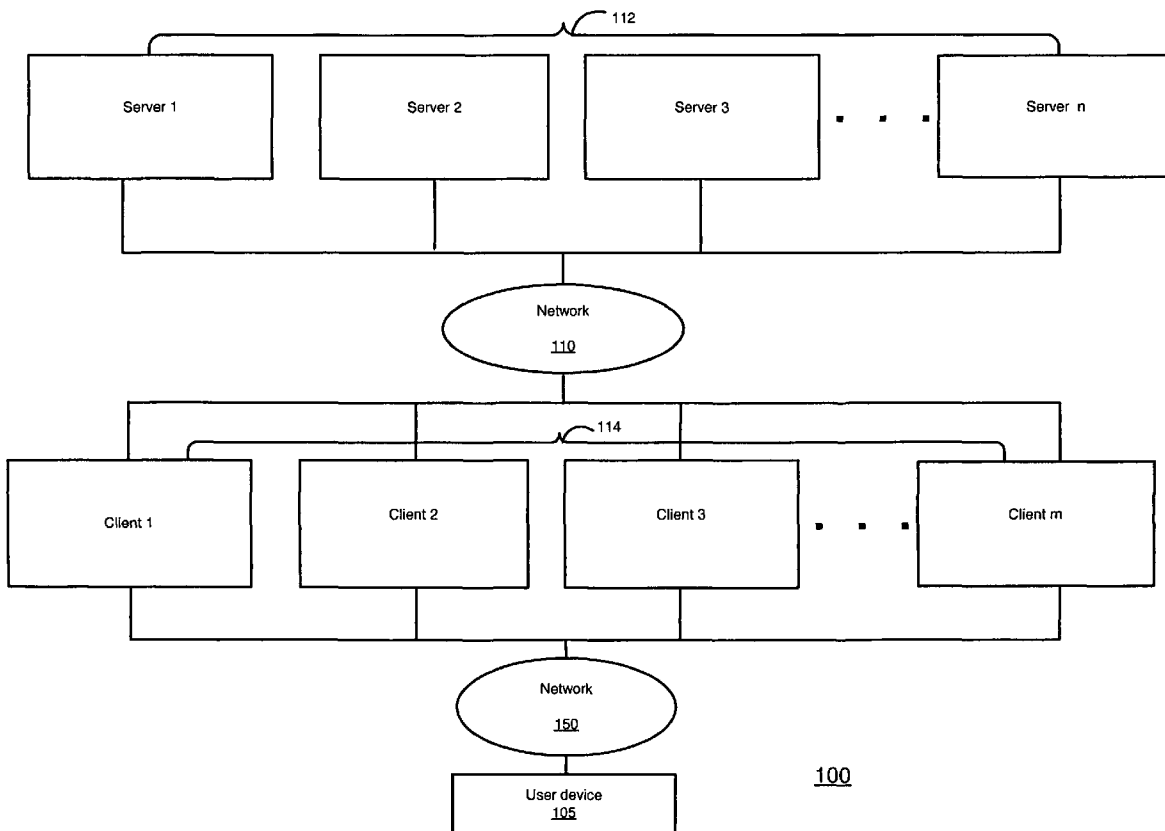 112
Server 1
Server 2
Server 3
Server n
Network
110
114
Client 1
Client 2
Client 3
Client m
Network
150
100
User device
105